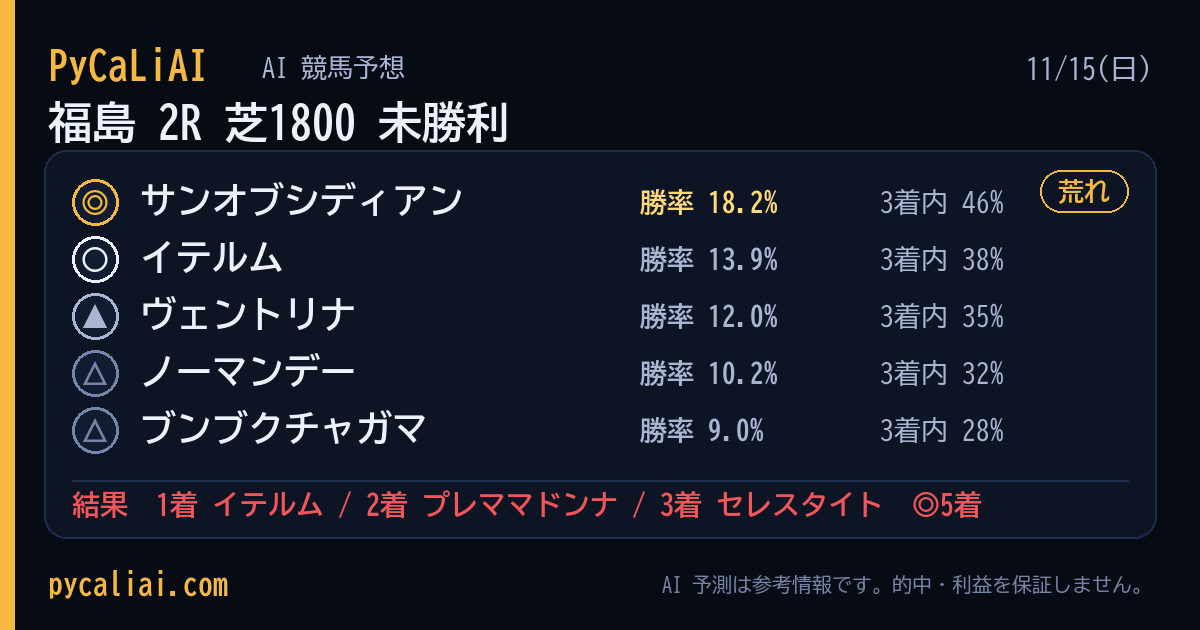 PyCaLiAI AI 競馬予想 11/15(日)
福島 2R 芝1800 未勝利
◎ サンオブシディアン 勝率 18.2% 3着内 46% 荒れ
○ イテルム 勝率 13.9% 3着内 38%
▲ ヴェントリナ 勝率 12.0% 3着内 35%
△ ノーマンデー 勝率 10.2% 3着内 32%
△ ブンブクチャガマ 勝率 9.0% 3着内 28%
結果 1着 イテルム / 2着 プレママドンナ / 3着 セレスタイト ◎5着
pycaliai.com AI 予測は参考情報です。的中・利益を保証しません。